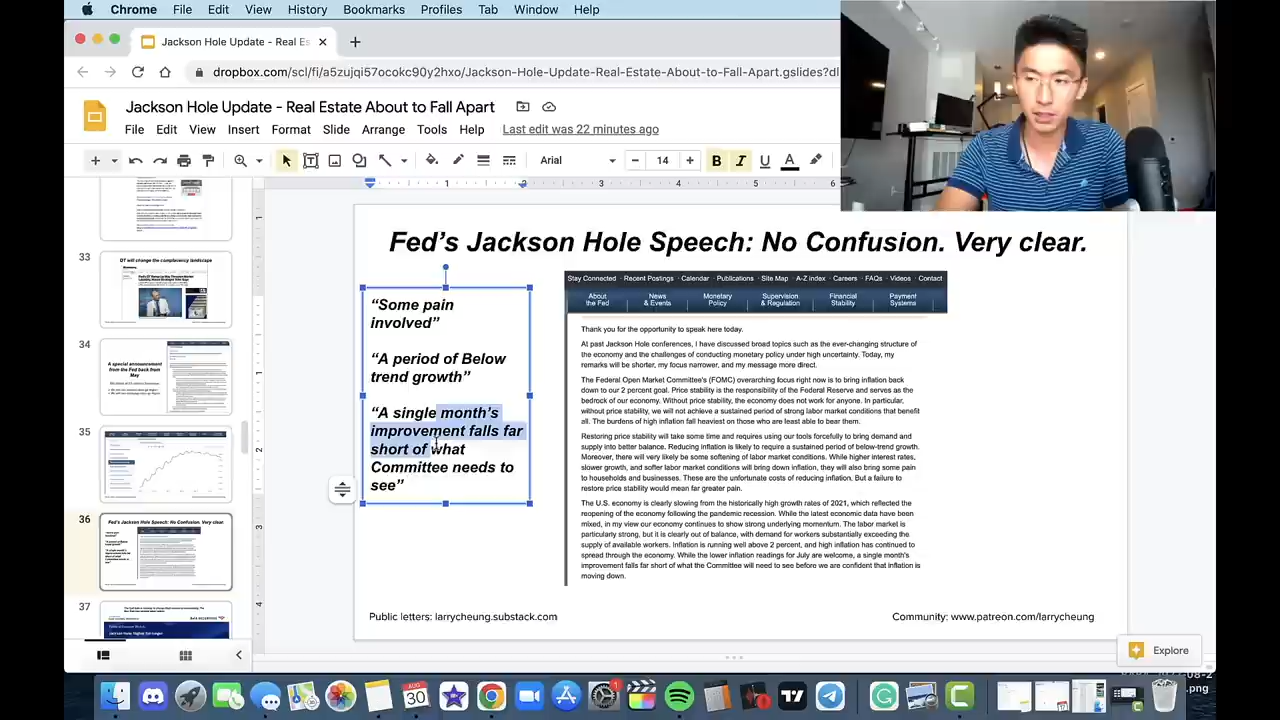 Chrome File Edit View History Bookmarks Profiles Tab Window Help
Jackson Hole Update - Real Es
Jackson Hole Update - Real Estate About to Fall Apart
File Edit View Insert Format Slide Arrange Tools Help Last edit was 22 minutes ago
Arial 14 B I U A
1 2 3 4 5 6
33
34
A special announcement
from the Fed back from
May
35
36
Fed's Jackson Hole Speech: No Confusion. Very clear.
37
Fed's Jackson Hole Speech: No Confusion. Very clear.
“Some pain
involved”
“A period of Below
trend growth”
“A single month’s
improvement falls far
short of what
Committee needs to
see”
Recent Postings Calendar Publications Site Map A-Z index Careers FAQs Videos Contact
About
the Fed
News
& Events
Monetary
Policy
Supervision
& Regulation
Financial
Stability
Payment
Systems
Thank you for the opportunity to speak here today.
At past Jackson Hole conferences, I have discussed broad topics such as the ever-changing structure of
the economy and the challenges of conducting monetary policy under high uncertainty. Today, my
remarks will be shorter, my focus narrower, and my message more direct.
The Federal Open Market Committee's (FOMC) overarching focus right now is to bring inflation back
down to our 2 percent goal. Price stability is the responsibility of the Federal Reserve and serves as the
bedrock of our economy. Without price stability, the economy does not work for anyone. In particular,
without price stability, we will not achieve a sustained period of strong labor market conditions that benefit
all. The burdens of high inflation fall heaviest on those who are least able to bear them.
Restoring price stability will take some time and requires using our tools forcefully to bring demand and
supply into better balance. Reducing inflation is likely to require a sustained period of below-trend growth.
Moreover, there will very likely be some softening of labor market conditions. While higher interest rates,
slower growth, and softer labor market conditions will bring down inflation, they will also bring some pain
to households and businesses. These are the unfortunate costs of reducing inflation. But a failure to
restore price stability would mean far greater pain.
The U.S. economy is clearly slowing from the historically high growth rates of 2021, which reflected the
reopening of the economy following the pandemic recession. While the latest economic data have been
mixed, in my view our economy continues to show strong underlying momentum. The labor market is
particularly strong, but it is clearly out of balance, with demand for workers substantially exceeding the
supply of available workers. Inflation is running well above 2 percent, and high inflation has continued to
spread through the economy. While the lower inflation readings for July are welcome, a single month's
improvement falls far short of what the Committee will need to see before we are confident that inflation is
moving down.
Public letters: larrycheung.substack.com
Community: www.patreon.com/larrycheung
Explore
AUG
30
.png